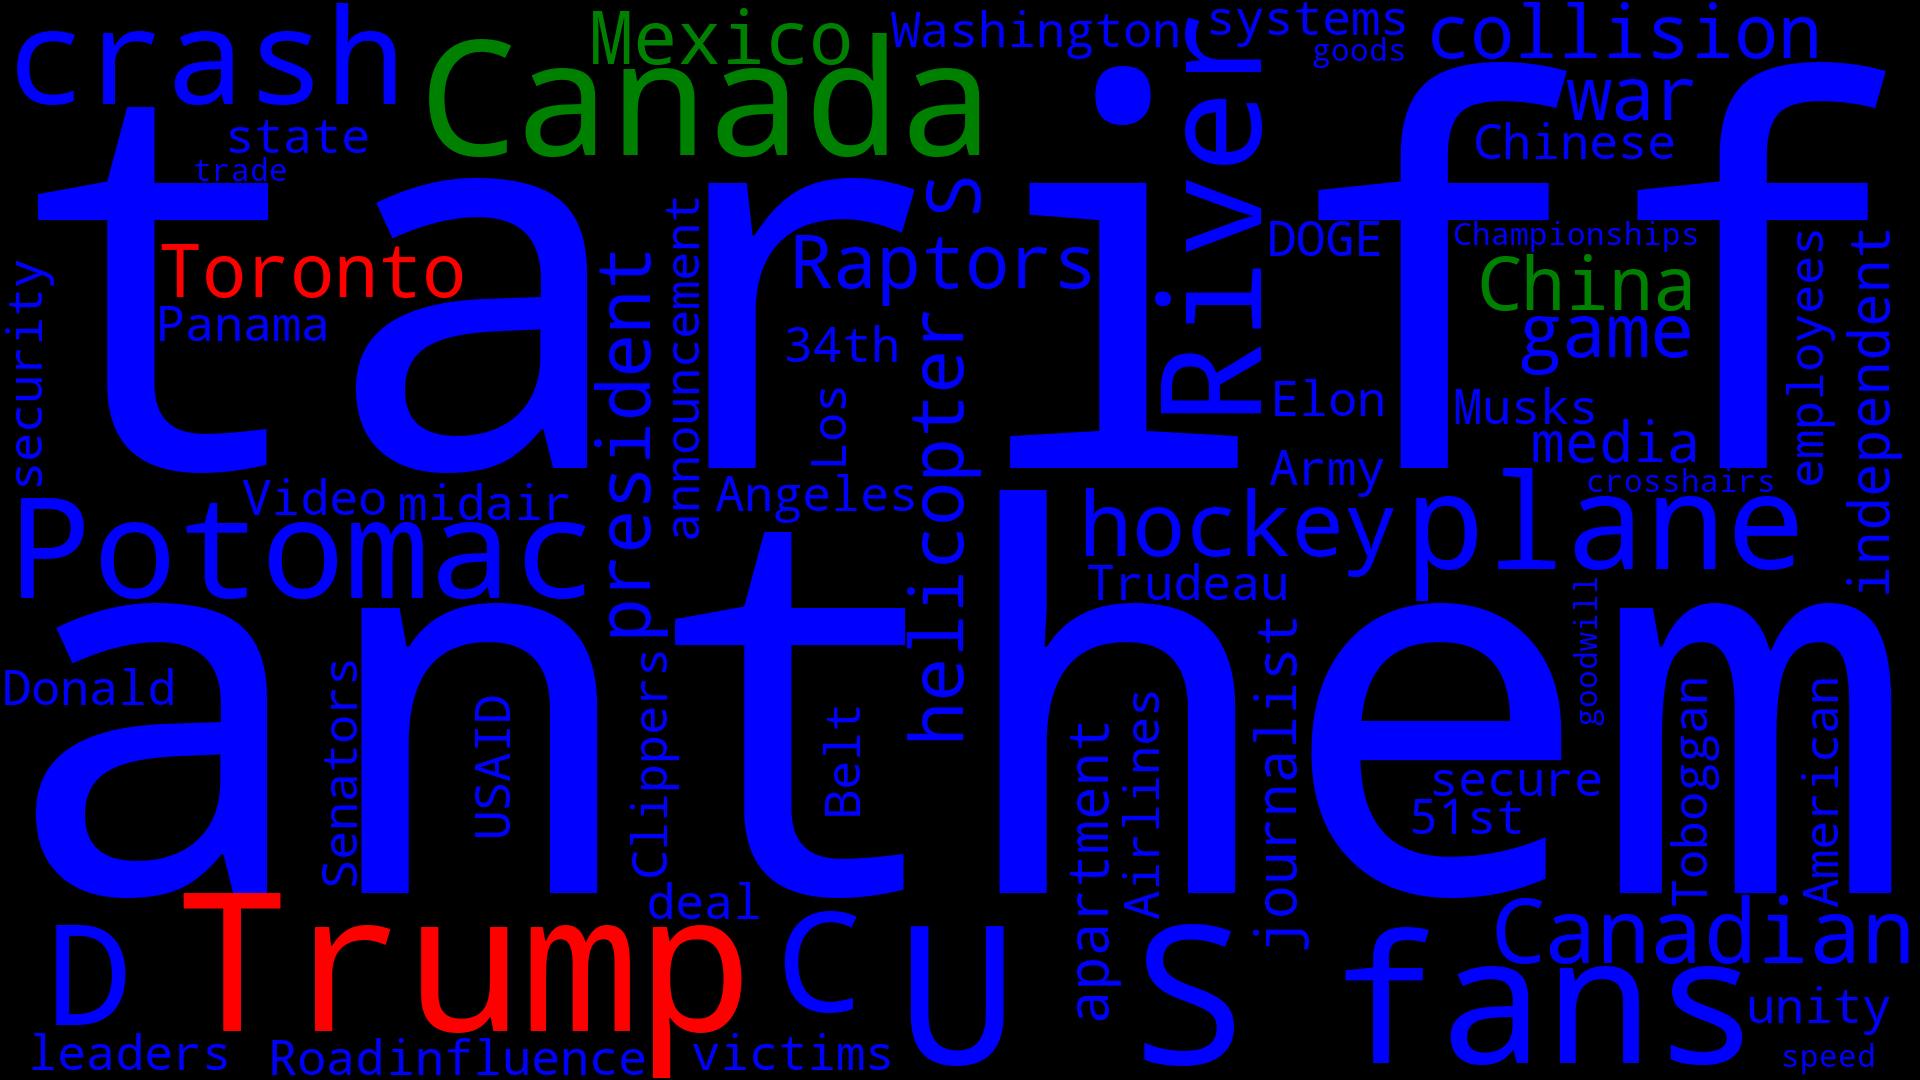 crash
Mexico
Canada
Washington
systems
goods
collision
war
Chinese
state
trade
tariff
River
Toronto
Panama
security
president
announcement
Raptors
s
34th
Los
Angeles
helicopter
DOGE
Championships
China
game
Elon
Musks
media
crosshairs
employees
independent
Army
Video
midair
Potomac
hockey
plane
Trudeau
goodwill
anthem
Donald
Senators
USAID
Clippers
Belt
apartment
Airlines
journalist
secure
51st
Toboggan
American
D
Trump
deal
C
U
S
fans
Canadian
unity
speed
leaders
Road
influence
victims